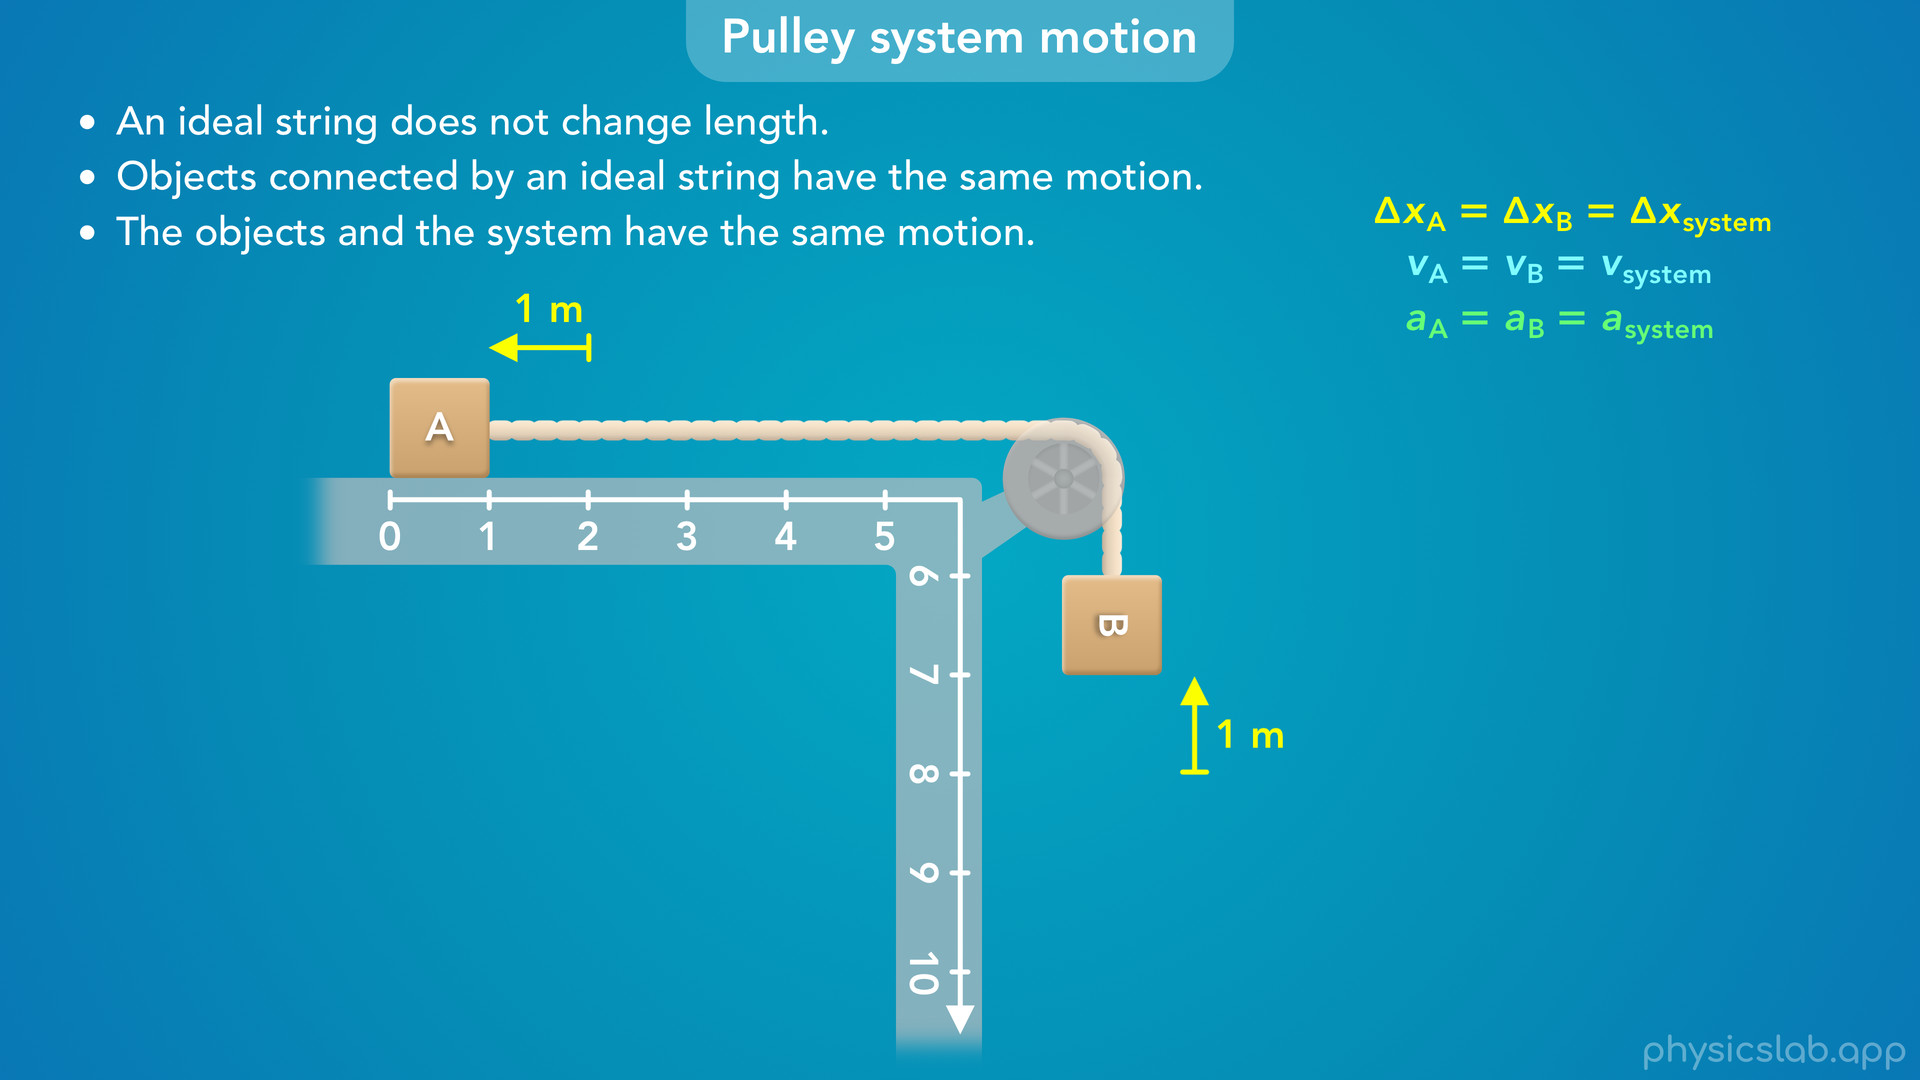 Pulley system motion
• An ideal string does not change length.
• Objects connected by an ideal string have the same motion.
• The objects and the system have the same motion.
Δx_A = Δx_B = Δx_system
v_A = v_B = v_system
a_A = a_B = a_system
1 m
A
0 1 2 3 4 5
6
B
7
1 m
8
9
10
physicslab.app